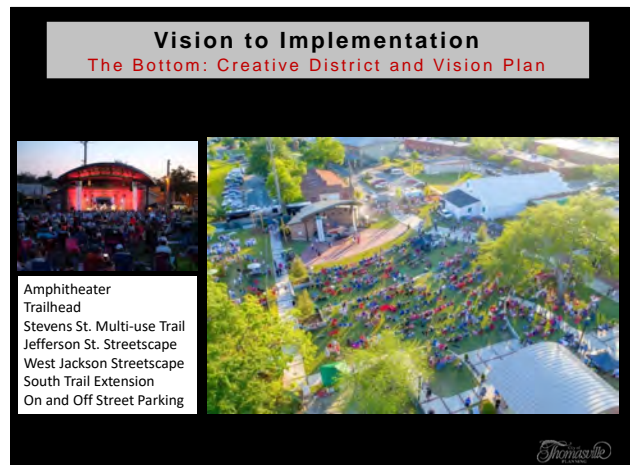 Vision to Implementation
The Bottom: Creative District and Vision Plan
Amphitheater
Trailhead
Stevens St. Multi-use Trail
Jefferson St. Streetscape
West Jackson Streetscape
South Trail Extension
On and Off Street Parking
Thomasville
PLANNING